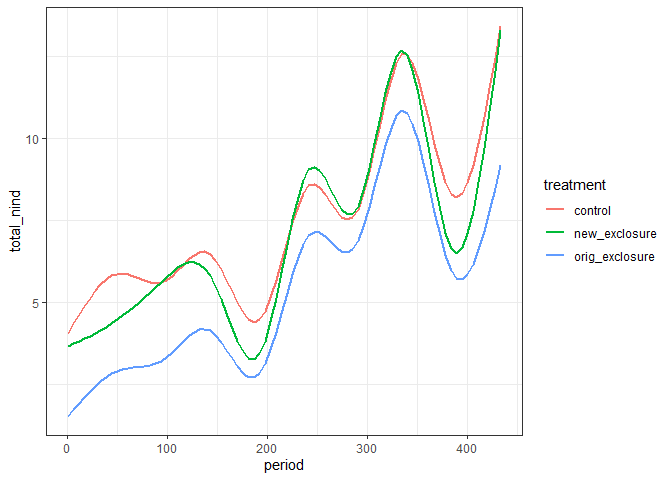 total_nind
10
5
0
100
200
300
400
period
treatment
control
new_exclosure
orig_exclosure